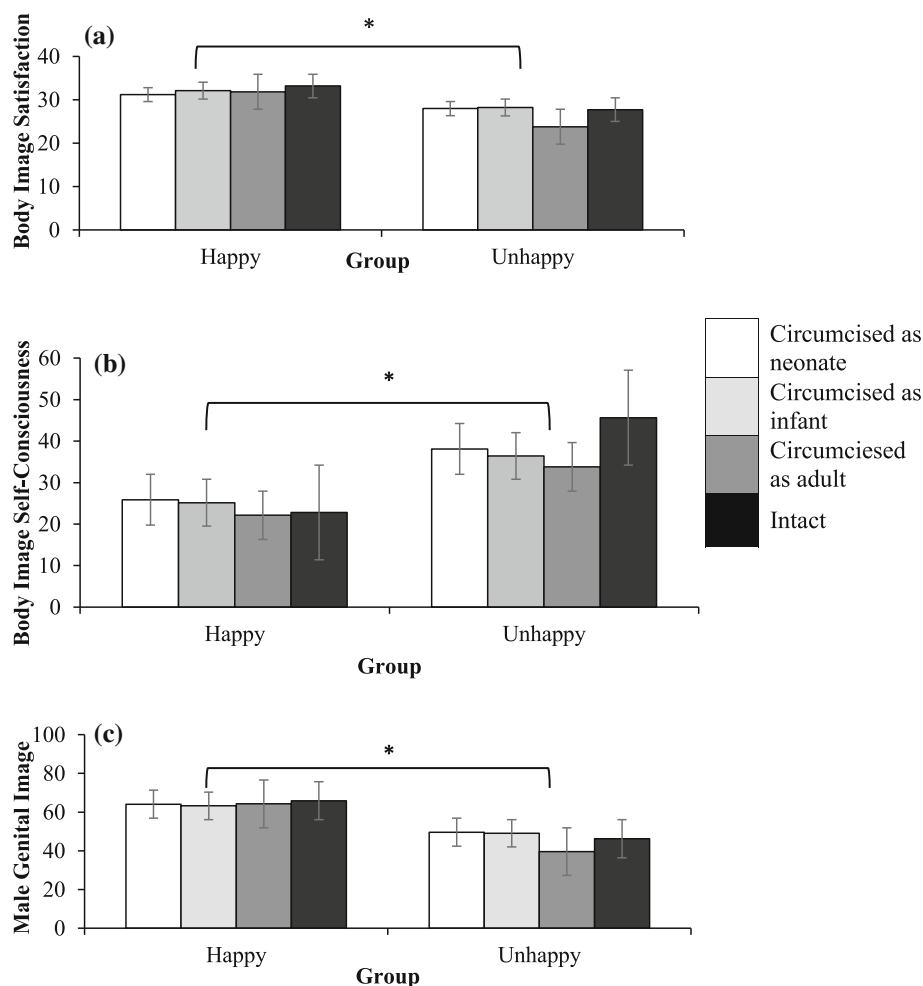 (a)
*
Body Image Satisfaction
40
30
20
10
0
Happy
Group
Unhappy
(b)
*
Body Image Self-Consciousness
60
50
40
30
20
10
0
Happy
Unhappy
Group
Circumcised as
neonate
Circumcised as
infant
Circumciesed
as adult
Intact
(c)
*
Male Genital Image
100
80
60
40
20
0
Happy
Unhappy
Group